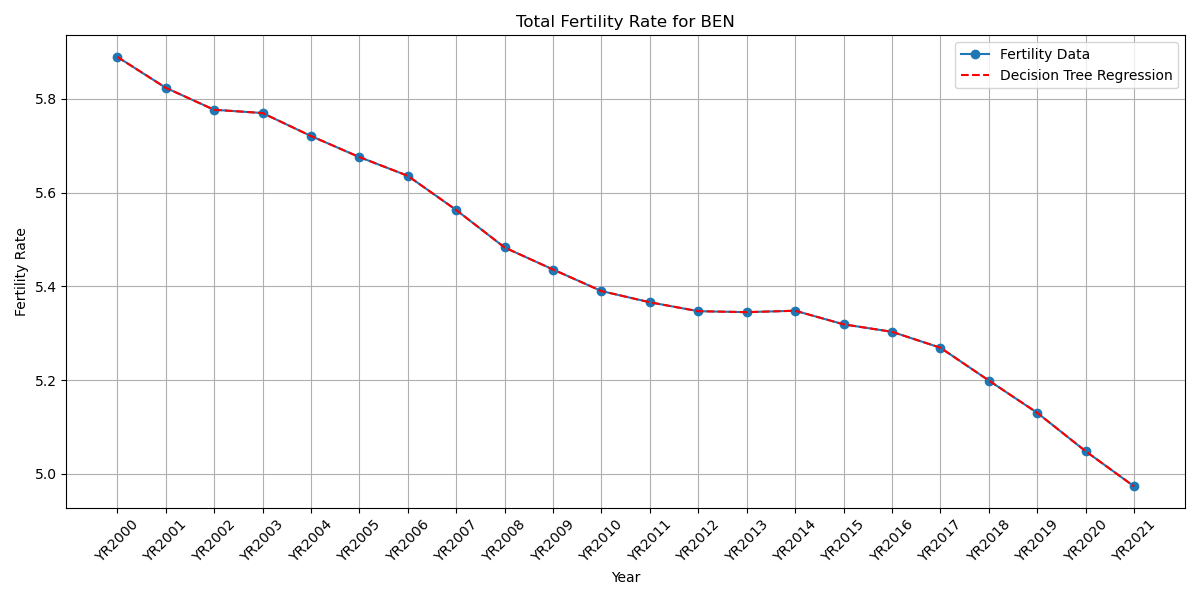 Total Fertility Rate for BEN
Fertility Data
Decision Tree Regression
Fertility Rate
5.8
5.6
5.4
5.2
5.0
YR2000
YR2001
YR2002
YR2003
YR2004
YR2005
YR2006
YR2007
YR2008
YR2009
YR2010
YR2011
YR2012
YR2013
YR2014
YR2015
YR2016
YR2017
YR2018
YR2019
YR2020
YR2021
Year